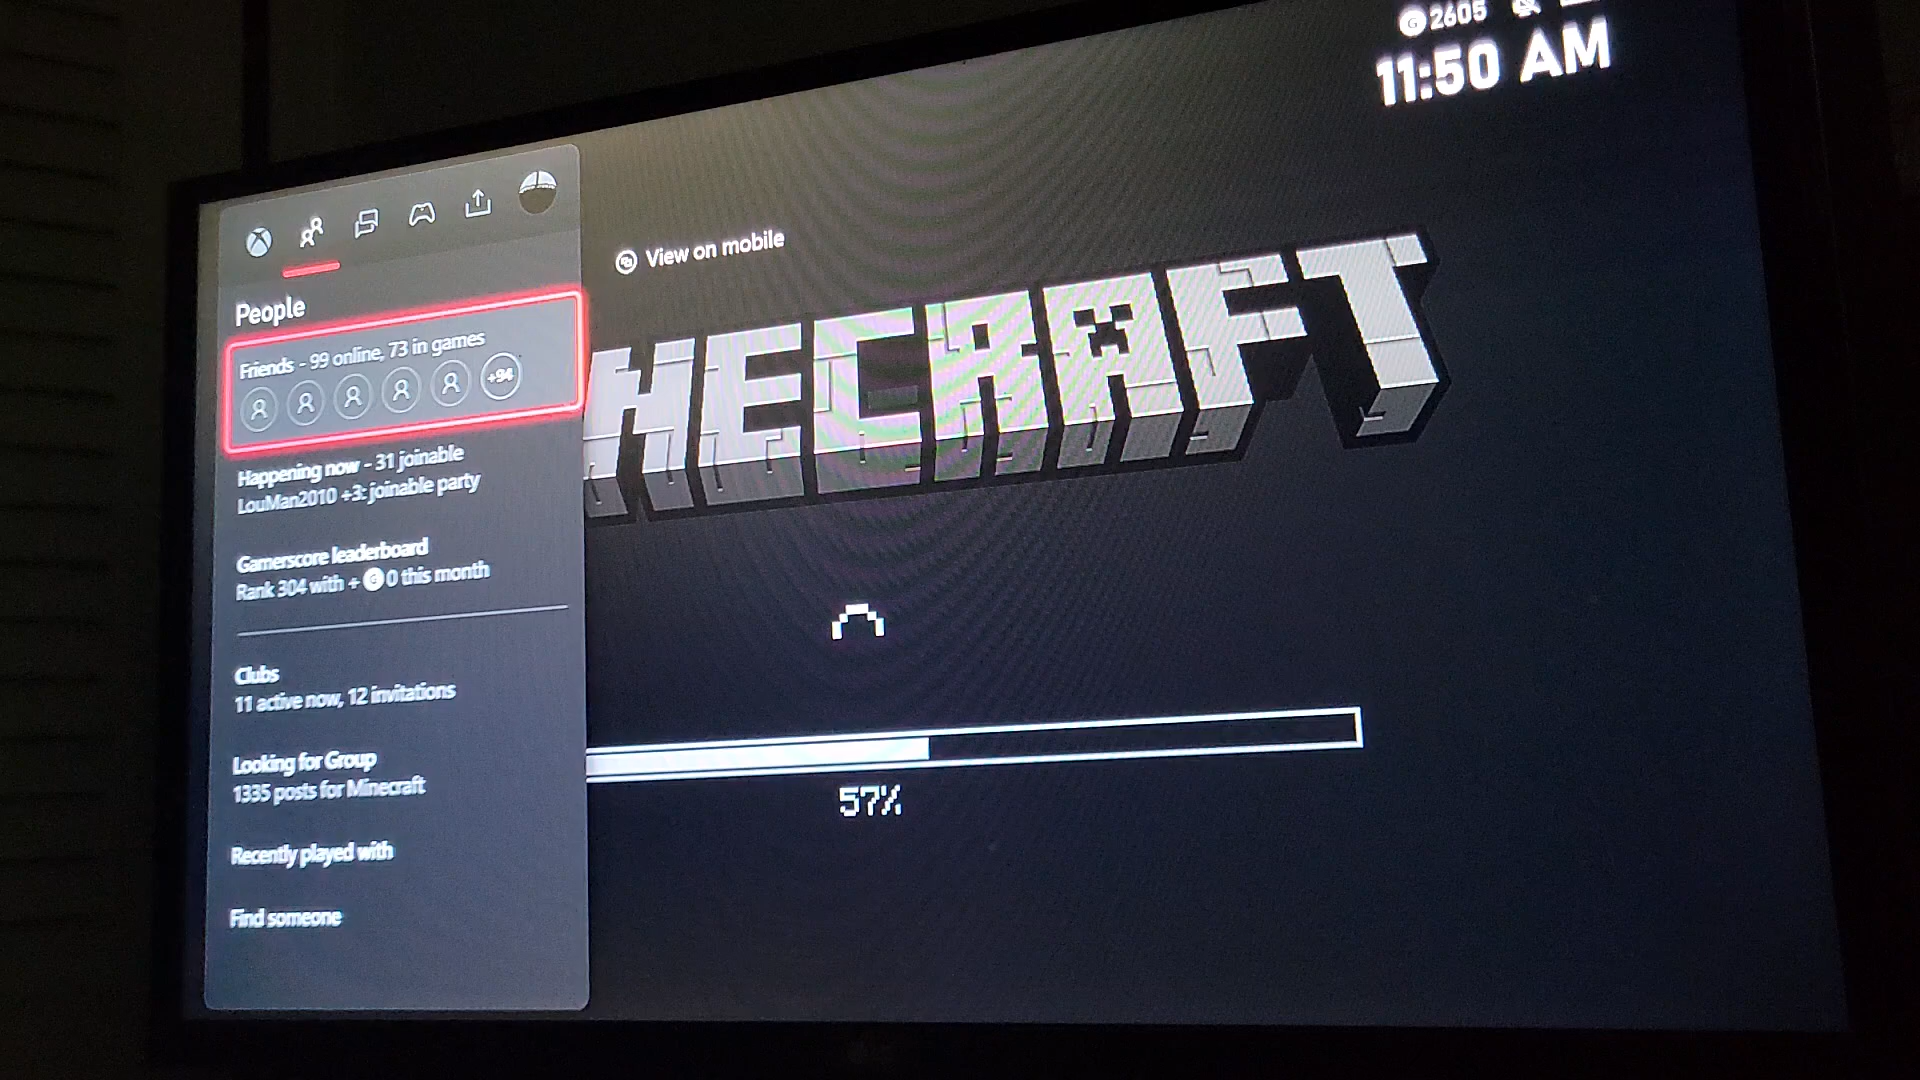 2605
11:50 AM
View on mobile
People
Friends - 99 online, 73 in games
+94
Happening now - 31 joinable
LouMan2010 +3: joinable party
Gamerscore leaderboard
Rank 304 with + G 0 this month
Clubs
11 active now, 12 invitations
Looking for Group
1335 posts for Minecraft
Recently played with
Find someone
NECRAFT
57%